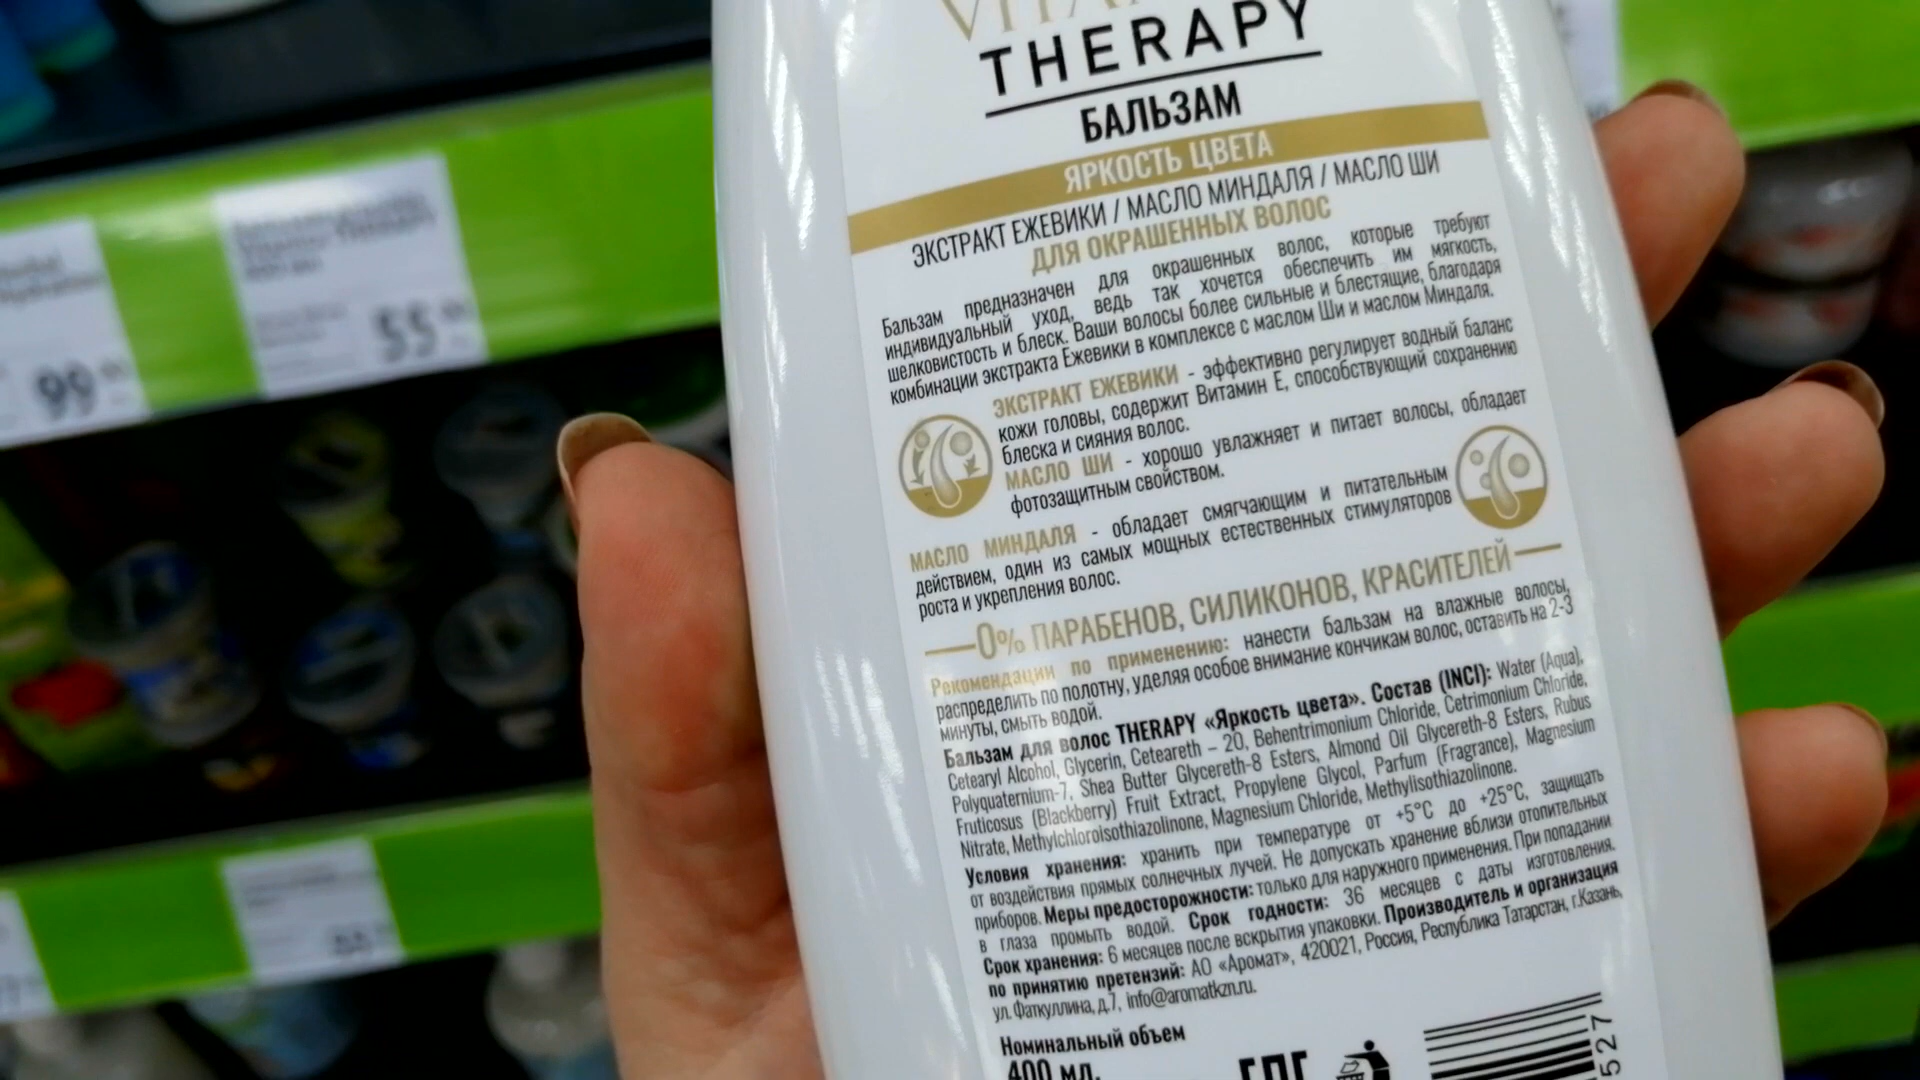 THERAPY
БАЛЬЗАМ
ЯРКОСТЬ ЦВЕТА
ЭКСТРАКТ ЕЖЕВИКИ / МАСЛО МИНДАЛЯ / МАСЛО ШИ
ДЛЯ ОКРАШЕННЫХ ВОЛОС
Бальзам предназначен для окрашенных волос, которые требуют
индивидуальный уход, ведь так хочется обеспечить им мягкость,
шелковистость и блеск. Ваши волосы более сильные и блестящие, благодаря
комбинации экстракта Ежевики в комплексе с маслом Ши и маслом Миндаля.
ЭКСТРАКТ ЕЖЕВИКИ - эффективно регулирует водный баланс
кожи головы, содержит Витамин Е, способствующий сохранению
блеска и сияния волос.
МАСЛО ШИ - хорошо увлажняет и питает волосы, обладает
фотозащитным свойством.
МАСЛО МИНДАЛЯ - обладает смягчающим и питательным
действием, один из самых мощных естественных стимуляторов
роста и укрепления волос.
0% ПАРАБЕНОВ, СИЛИКОНОВ, КРАСИТЕЛЕЙ
Рекомендации по применению: нанести бальзам на влажные волосы,
распределить по полотну, уделяя особое внимание кончикам волос, оставить на 2-3
минуты, смыть водой.
Бальзам для волос THERAPY «Яркость цвета». Состав (INCI): Water (Aqua),
Cetearyl Alcohol, Glycerin, Ceteareth – 20, Behentrimonium Chloride, Cetrimonium Chloride,
Polyquaternium-7, Shea Butter Glycereth-8 Esters, Almond Oil Glycereth-8 Esters, Rubus
Fruticosus (Blackberry) Fruit Extract, Propylene Glycol, Parfum (Fragrance), Magnesium
Nitrate, Methylchloroisothiazolinone, Magnesium Chloride, Methylisothiazolinone.
Условия хранения: хранить при температуре от +5°C до +25°C, защищать
от воздействия прямых солнечных лучей. Не допускать хранение вблизи отопительных
приборов. Меры предосторожности: только для наружного применения. При попадании
в глаза промыть водой. Срок годности: 36 месяцев с даты изготовления.
Срок хранения: 6 месяцев после вскрытия упаковки. Производитель и организация
по принятию претензий: АО «Аромат», 420021, Россия, Республика Татарстан, г.Казань,
ул. Фаткуллина, д.7, info@aromatkzn.ru.
Номинальный объем
400 мл.
527
55
99